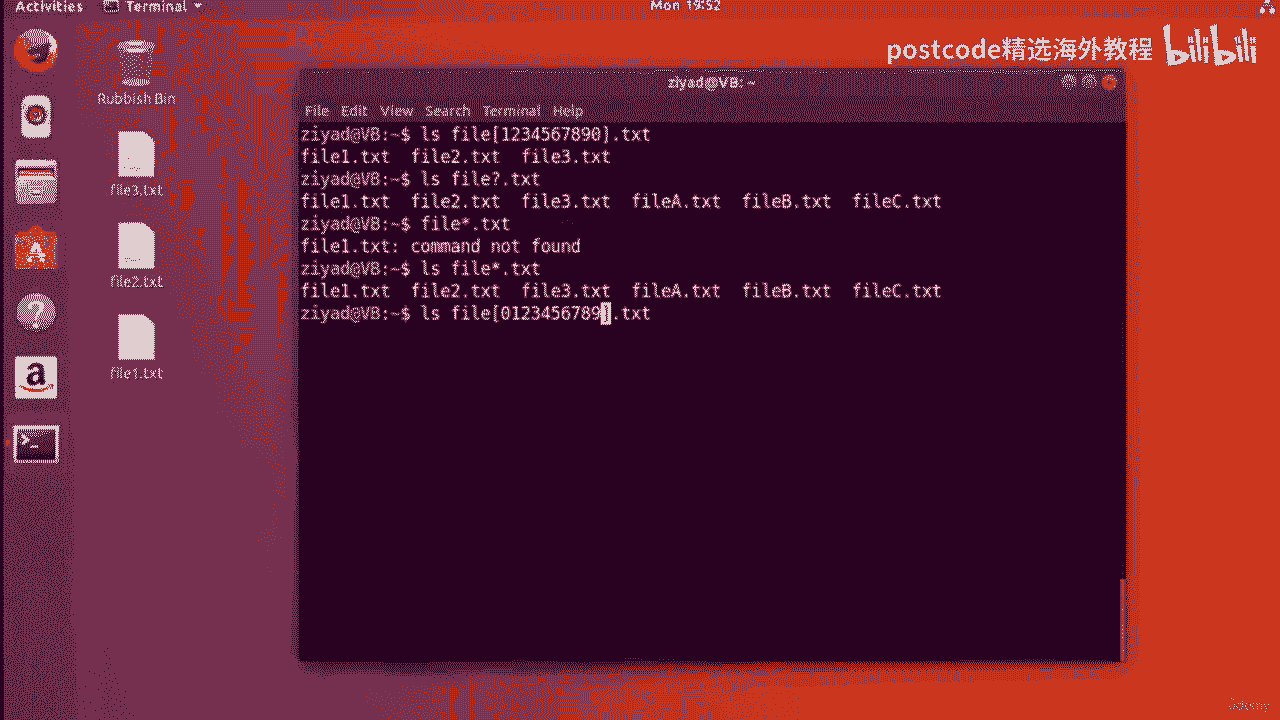 Activities Terminal Mon 19:52
postcode精选海外教程 bilibili
Rubbish Bin
file3.txt
file2.txt
file1.txt
ziyad@VB: ~
File Edit View Search Terminal Help
ziyad@VB:~$ ls file[1234567890].txt
file1.txt file2.txt file3.txt
ziyad@VB:~$ ls file?.txt
file1.txt file2.txt file3.txt fileA.txt fileB.txt fileC.txt
ziyad@VB:~$ file*.txt
file1.txt: command not found
ziyad@VB:~$ ls file*.txt
file1.txt file2.txt file3.txt fileA.txt fileB.txt fileC.txt
ziyad@VB:~$ ls file[0123456789].txt
Udemy